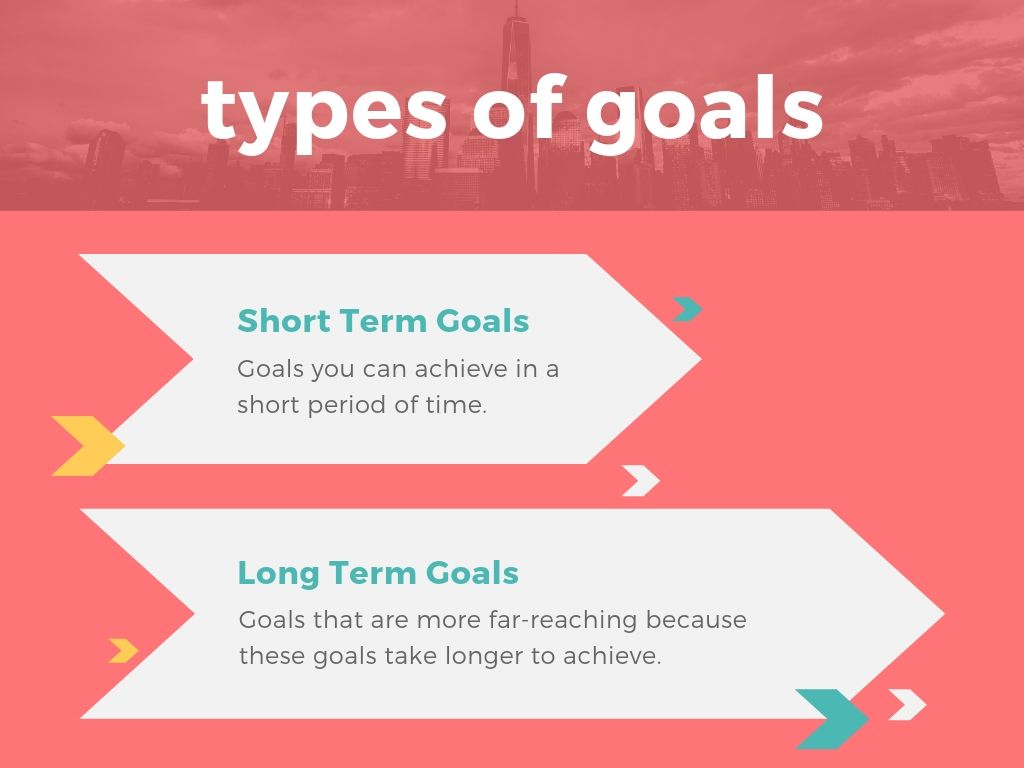 types of goals
Short Term Goals
Goals you can achieve in a
short period of time.
Long Term Goals
Goals that are more far-reaching because
these goals take longer to achieve.